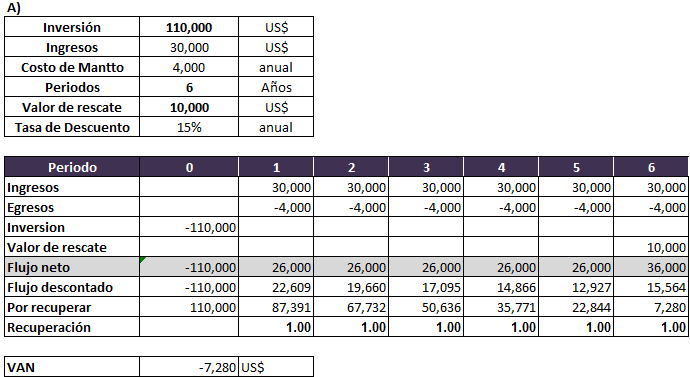 A)
Inversión 110,000 US$
Ingresos 30,000 US$
Costo de Mantto 4,000 anual
Periodos 6 Años
Valor de rescate 10,000 US$
Tasa de Descuento 15% anual
Periodo 0 1 2 3 4 5 6
Ingresos 30,000 30,000 30,000 30,000 30,000 30,000
Egresos -4,000 -4,000 -4,000 -4,000 -4,000 -4,000
Inversion -110,000
Valor de rescate 10,000
Flujo neto -110,000 26,000 26,000 26,000 26,000 26,000 36,000
Flujo descontado -110,000 22,609 19,660 17,095 14,866 12,927 15,564
Por recuperar 110,000 87,391 67,732 50,636 35,771 22,844 7,280
Recuperación 1.00 1.00 1.00 1.00 1.00 1.00
VAN -7,280 US$